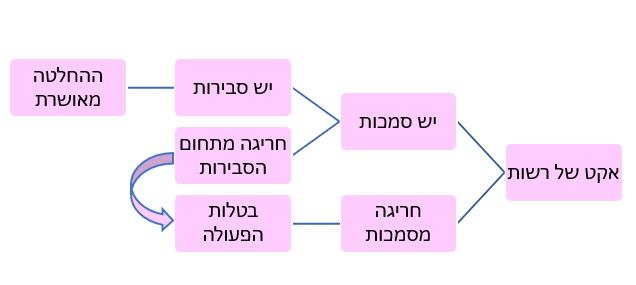 אקט של רשות
יש סמכות
חריגה
מסמכות
יש סבירות
חריגה מתחום
הסבירות
בטלות
הפעולה
ההחלטה
מאושרת